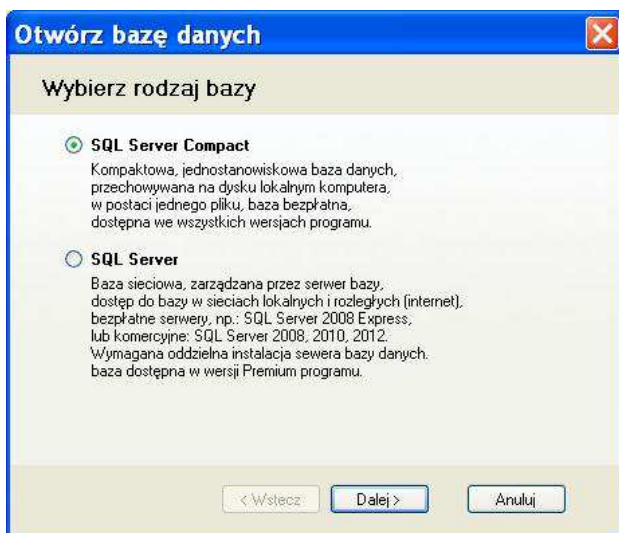 Otwórz bazę danych
Wybierz rodzaj bazy
SQL Server Compact
Kompaktowa, jednostanowiskowa baza danych,
przechowywana na dysku lokalnym komputera,
w postaci jednego pliku, baza bezpłatna,
dostępna we wszystkich wersjach programu.
SQL Server
Baza sieciowa, zarządzana przez serwer bazy,
dostęp do bazy w sieciach lokalnych i rozległych (internet),
bezpłatne serwery, np.: SQL Server 2008 Express,
lub komercyjne: SQL Server 2008, 2010, 2012.
Wymagana oddzielna instalacja sewera bazy danych.
baza dostępna w wersji Premium programu.
< Wstecz Dalej > Anuluj